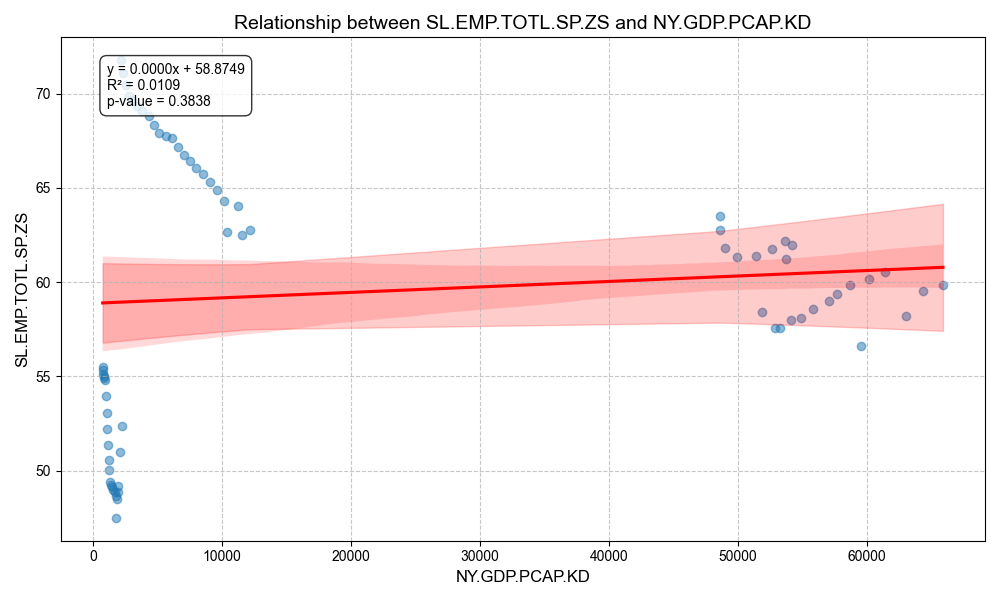 Relationship between SL.EMP.TOTL.SP.ZS and NY.GDP.PCAP.KD
y = 0.0000x + 58.8749
R² = 0.0109
p-value = 0.3838
SL.EMP.TOTL.SP.ZS
70
65
60
55
50
0 10000 20000 30000 40000 50000 60000
NY.GDP.PCAP.KD